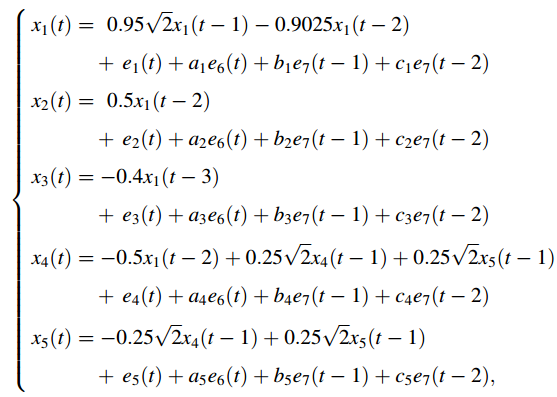 x₁(t) = 0.95√2x₁(t − 1) − 0.9025x₁(t − 2)
+ e₁(t) + a₁e₆(t) + b₁e₇(t − 1) + c₁e₇(t − 2)
x₂(t) = 0.5x₁(t − 2)
+ e₂(t) + a₂e₆(t) + b₂e₇(t − 1) + c₂e₇(t − 2)
x₃(t) = −0.4x₁(t − 3)
+ e₃(t) + a₃e₆(t) + b₃e₇(t − 1) + c₃e₇(t − 2)
x₄(t) = −0.5x₁(t − 2) + 0.25√2x₄(t − 1) + 0.25√2x₅(t − 1)
+ e₄(t) + a₄e₆(t) + b₄e₇(t − 1) + c₄e₇(t − 2)
x₅(t) = −0.25√2x₄(t − 1) + 0.25√2x₅(t − 1)
+ e₅(t) + a₅e₆(t) + b₅e₇(t − 1) + c₅e₇(t − 2),